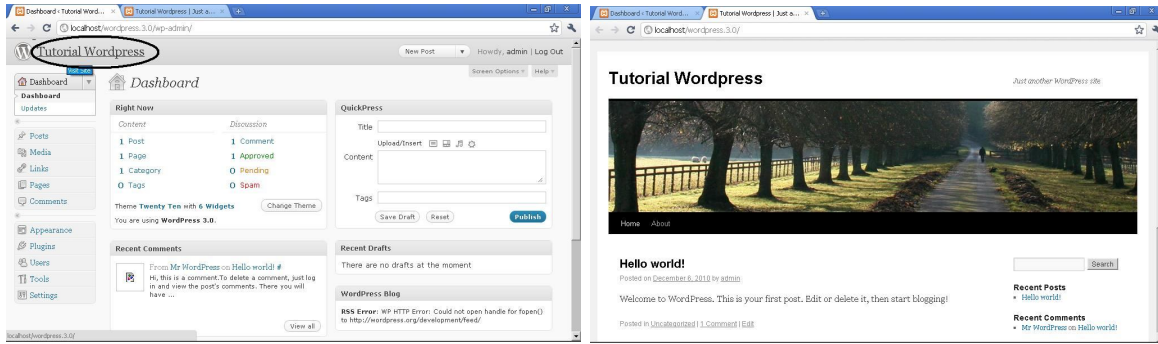 Dashboard ‹ Tutorial Word...
Tutorial Wordpress | Just a...
localhost/wordpress.3.0/wp-admin/
Tutorial Wordpress
New Post
Howdy, admin | Log Out
Visit Site
Screen Options
Help
Dashboard
Dashboard
Updates
Posts
Media
Links
Pages
Comments
Appearance
Plugins
Users
Tools
Settings
Dashboard
Right Now
Content Discussion
1 Post 1 Comment
1 Page 1 Approved
1 Category 0 Pending
0 Tags 0 Spam
Theme Twenty Ten with 6 Widgets Change Theme
You are using WordPress 3.0.
Recent Comments
From Mr WordPress on Hello world! #
Hi, this is a comment.To delete a comment, just log
in and view the post's comments. There you will
have ...
View all
QuickPress
Title
Upload/Insert
Content
Tags
Save Draft Reset Publish
Recent Drafts
There are no drafts at the moment
WordPress Blog
RSS Error: WP HTTP Error: Could not open handle for fopen()
to http://wordpress.org/development/feed/
localhost/wordpress.3.0/
Dashboard ‹ Tutorial Word...
Tutorial Wordpress | Just a...
localhost/wordpress.3.0/
Tutorial Wordpress
Just another WordPress site
Home About
Hello world!
Posted on December 6, 2010 by admin
Welcome to WordPress. This is your first post. Edit or delete it, then start blogging!
Posted in Uncategorized | 1 Comment | Edit
Search
Recent Posts
Hello world!
Recent Comments
Mr WordPress on Hello world!